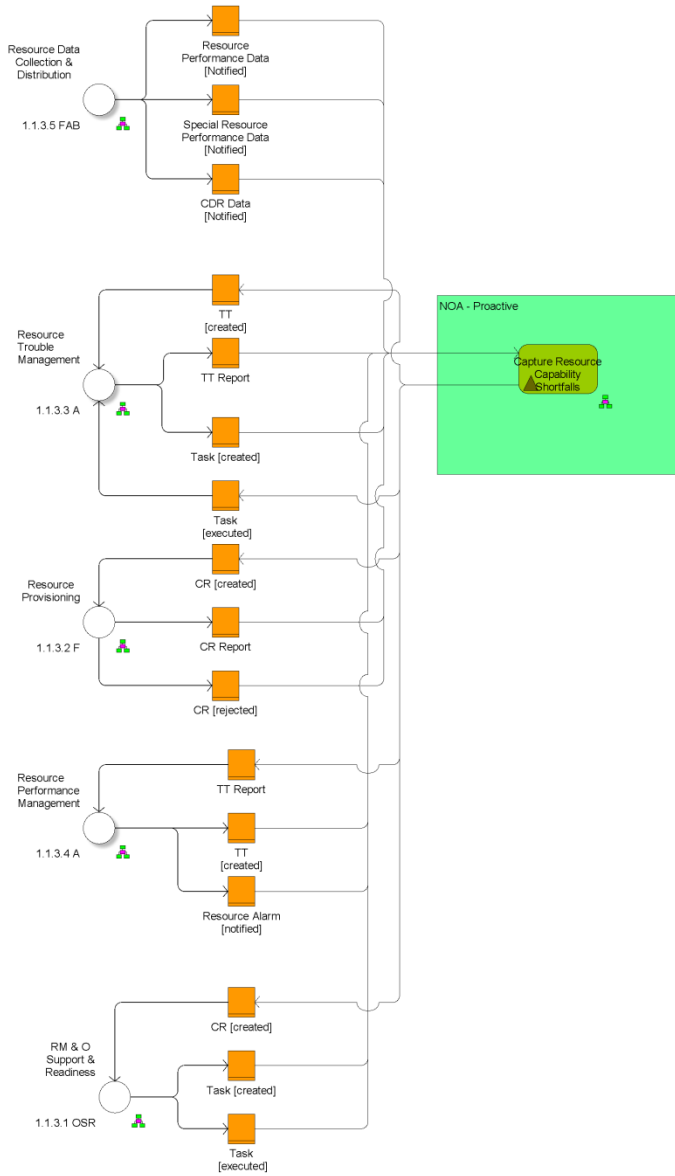 Resource Data
Collection &
Distribution
1.1.3.5 FAB
Resource
Performance Data
[Notified]
Special Resource
Performance Data
[Notified]
CDR Data
[Notified]
NOA - Proactive
Capture Resource
Capability
Shortfalls
Resource
Trouble
Management
1.1.3.3 A
TT
[created]
TT Report
Task [created]
Task
[executed]
Resource
Provisioning
1.1.3.2 F
CR [created]
CR Report
CR [rejected]
Resource
Performance
Management
1.1.3.4 A
TT Report
TT
[created]
Resource Alarm
[notified]
RM & O
Support &
Readiness
1.1.3.1 OSR
CR [created]
Task [created]
Task
[executed]